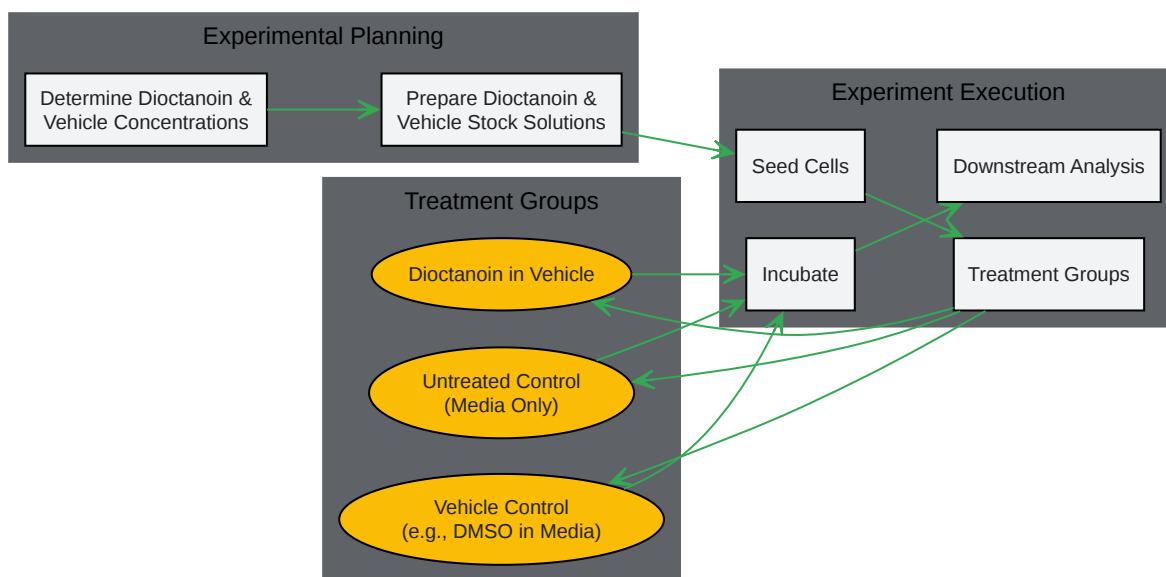 Experimental Planning
Determine Dioctanoin &
Vehicle Concentrations
Prepare Dioctanoin &
Vehicle Stock Solutions
Experiment Execution
Seed Cells
Downstream Analysis
Incubate
Treatment Groups
Treatment Groups
Dioctanoin in Vehicle
Untreated Control
(Media Only)
Vehicle Control
(e.g., DMSO in Media)